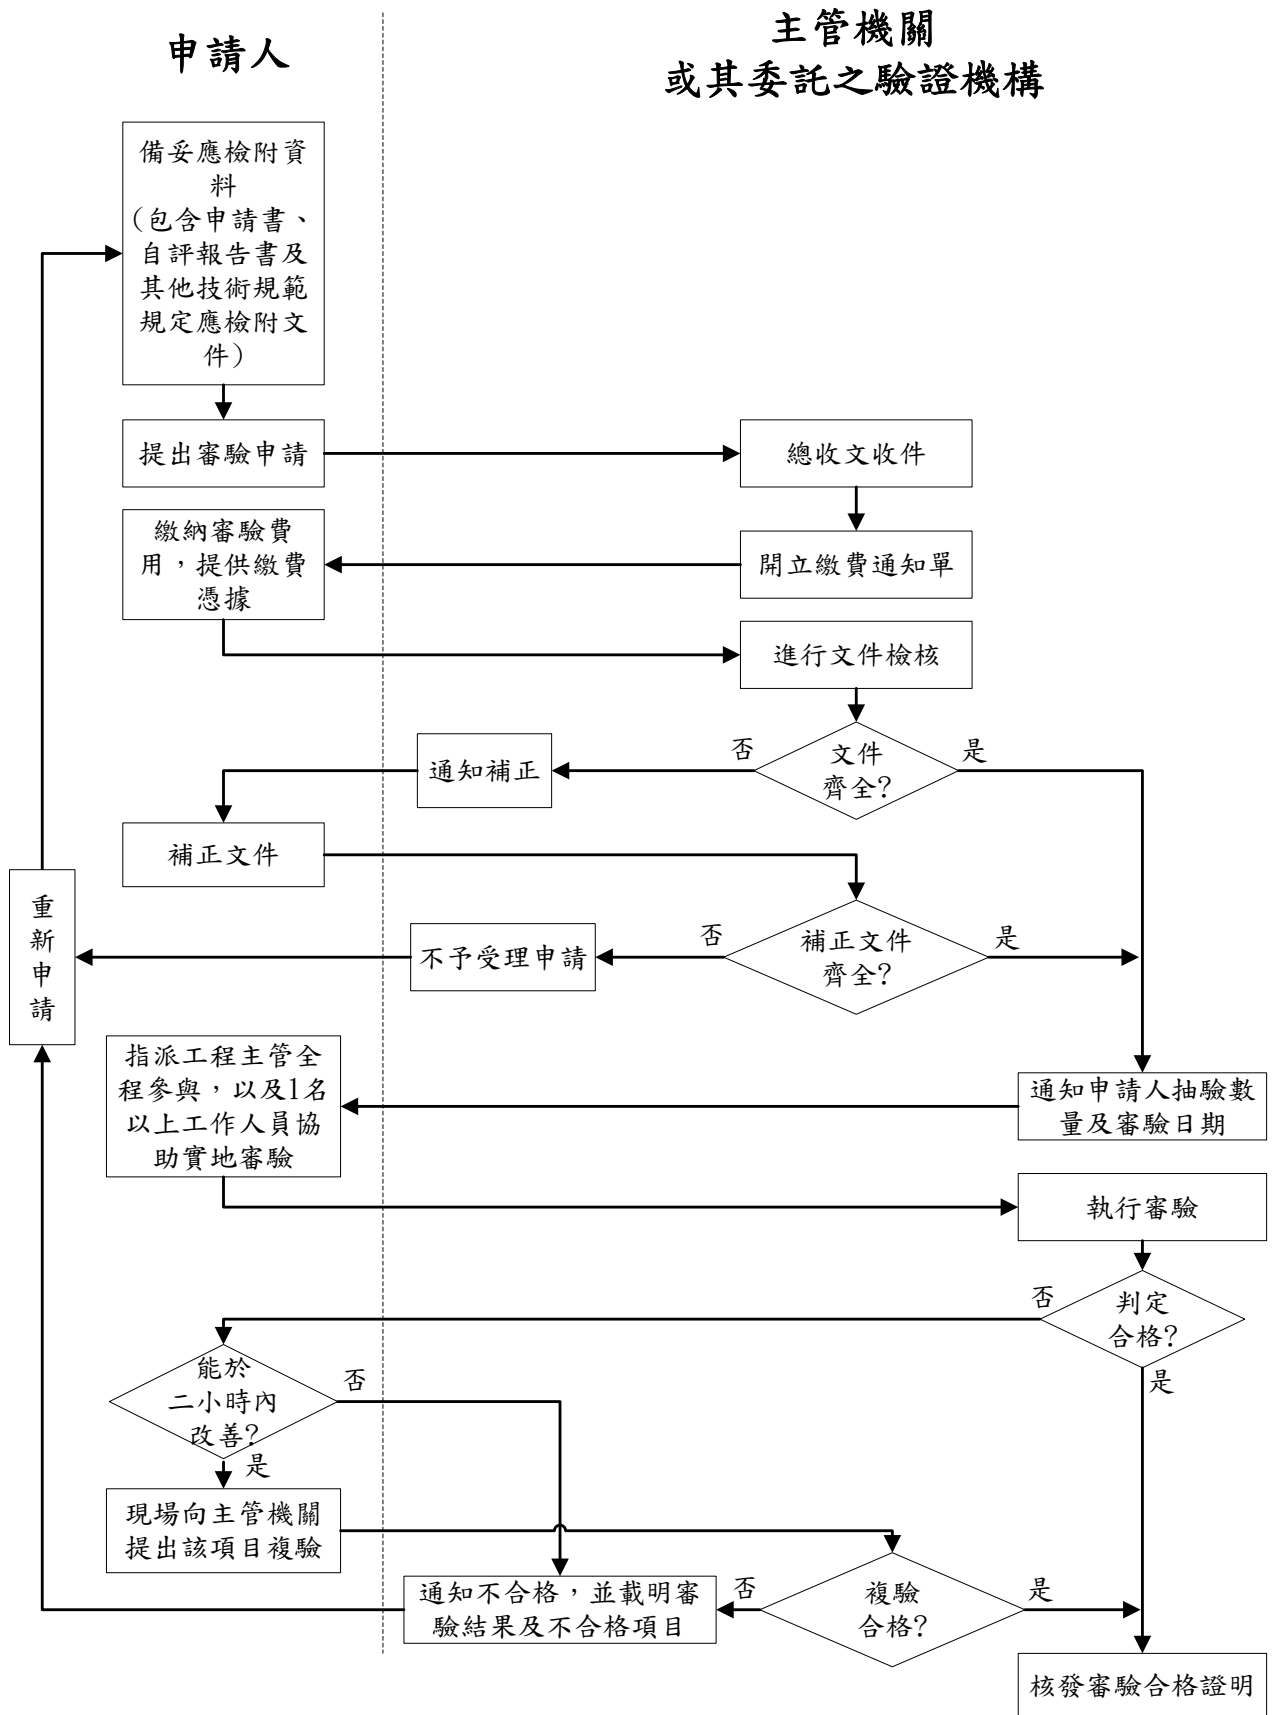 申請人
主管機關
或其委託之驗證機構
備妥應檢附資
料
（包含申請書、
自評報告書及
其他技術規範
規定應檢附文
件）
提出審驗申請
總收文收件
繳納審驗費
用，提供繳費
憑據
開立繳費通知單
進行文件檢核
文件
齊全?
否
是
通知補正
補正文件
補正文件
齊全?
否
是
不予受理申請
重
新
申
請
指派工程主管全
程參與，以及1名
以上工作人員協
助實地審驗
通知申請人抽驗數
量及審驗日期
執行審驗
判定
合格?
否
是
能於
二小時內
改善?
否
是
現場向主管機關
提出該項目複驗
通知不合格，並載明審
驗結果及不合格項目
否
複驗
合格?
是
核發審驗合格證明